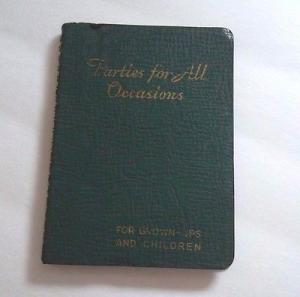 Parties for All
Occasions
FOR GROWN-UPS
AND CHILDREN